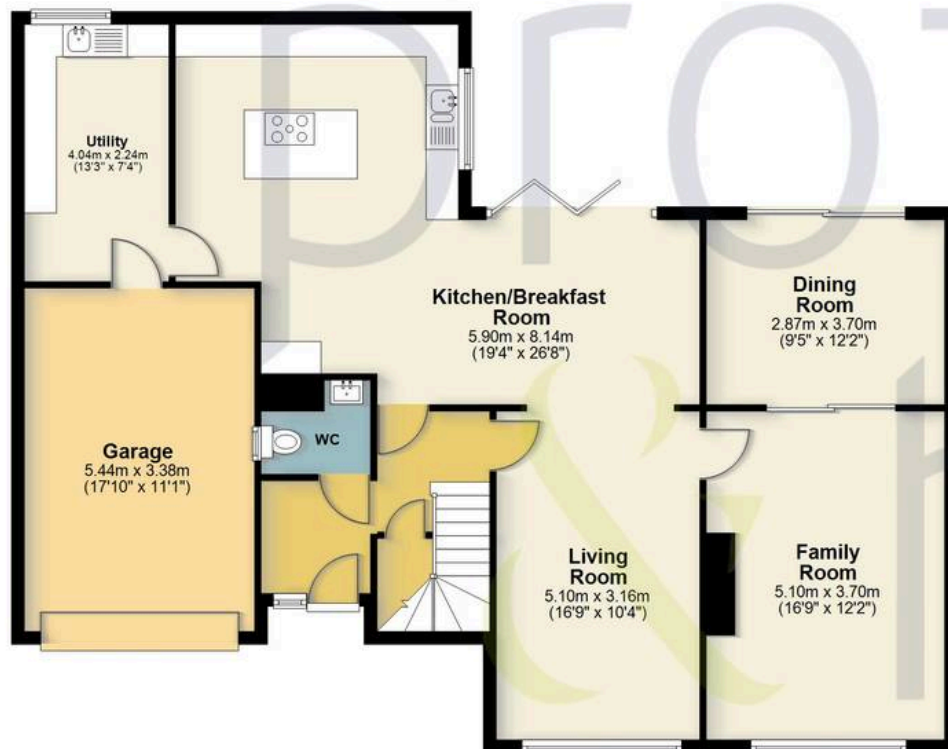 Utility
4.04m x 2.24m
(13'3" x 7'4")
Kitchen/Breakfast
Room
5.90m x 8.14m
(19'4" x 26'8")
Dining
Room
2.87m x 3.70m
(9'5" x 12'2")
Garage
5.44m x 3.38m
(17'10" x 11'1")
WC
Living
Room
5.10m x 3.16m
(16'9" x 10'4")
Family
Room
5.10m x 3.70m
(16'9" x 12'2")
&